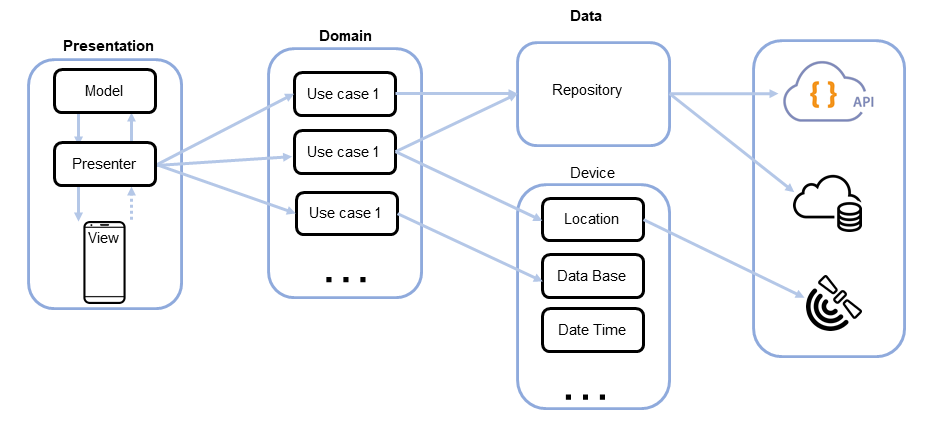 Presentation
Model
Presenter
View
Domain
Use case 1
Use case 1
Use case 1
...
Data
Repository
Device
Location
Data Base
Date Time
...
{ }
API